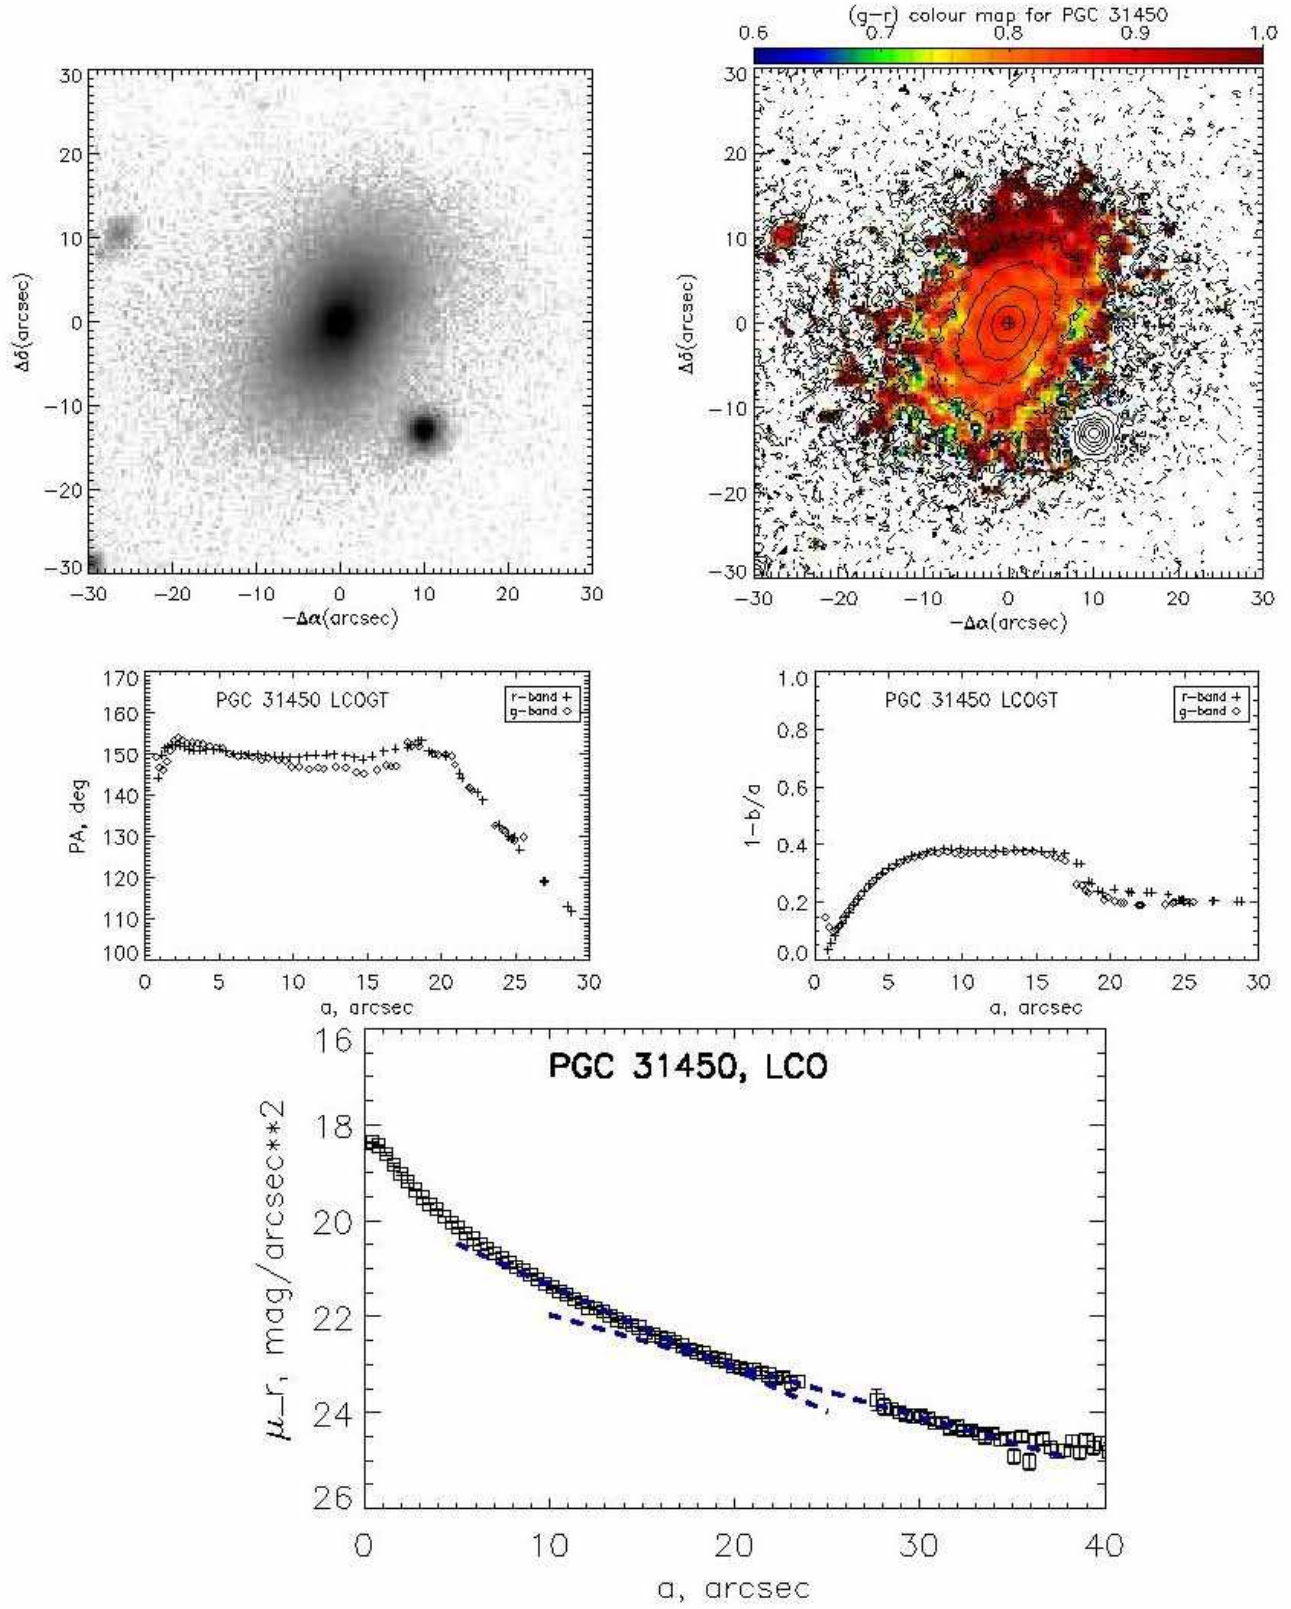 (g-r) colour map for PGC 31450
0.6 0.7 0.8 0.9 1.0
30
20
10
0
-10
-20
-30
Δδ(arcsec)
-30 -20 -10 0 10 20 30
-Δα(arcsec)
30
20
10
0
-10
-20
-30
Δδ(arcsec)
-30 -20 -10 0 10 20 30
-Δα(arcsec)
PGC 31450 LCOGT
r-band +
g-band ◇
170
160
150
140
130
120
110
100
PA, deg
0 5 10 15 20 25 30
a, arcsec
PGC 31450 LCOGT
r-band +
g-band ◇
1.0
0.8
0.6
0.4
0.2
0.0
1-b/a
0 5 10 15 20 25 30
a, arcsec
PGC 31450, LCO
16
18
20
22
24
26
μ_r, mag/arcsec**2
0 10 20 30 40
a, arcsec